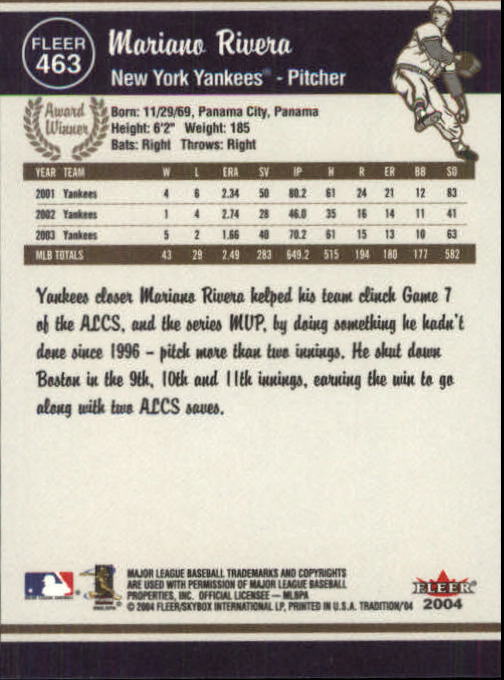 FLEER
463
Mariano Rivera
New York Yankees - Pitcher
Award
Winner
Born: 11/29/69, Panama City, Panama
Height: 6'2" Weight: 185
Bats: Right Throws: Right
YEAR TEAM W L ERA SV IP H R ER BB SO
2001 Yankees 4 6 2.34 50 80.2 61 24 21 12 83
2002 Yankees 1 4 2.74 28 46.0 35 16 14 11 41
2003 Yankees 5 2 1.66 40 70.2 61 15 13 10 63
MLB TOTALS 43 29 2.49 283 649.2 515 194 180 177 582
Yankees closer Mariano Rivera helped his team clinch Game 7
of the ALCS, and the series MVP, by doing something he hadn't
done since 1996 – pitch more than two innings. He shut down
Boston in the 9th, 10th and 11th innings, earning the win to go
along with two ALCS saves.
MAJOR LEAGUE BASEBALL TRADEMARKS AND COPYRIGHTS
ARE USED WITH PERMISSION OF MAJOR LEAGUE BASEBALL
PROPERTIES, INC. OFFICIAL LICENSEE — MLBPA
© 2004 FLEER/SKYBOX INTERNATIONAL LP, PRINTED IN U.S.A. TRADITION/'04
FLEER
2004